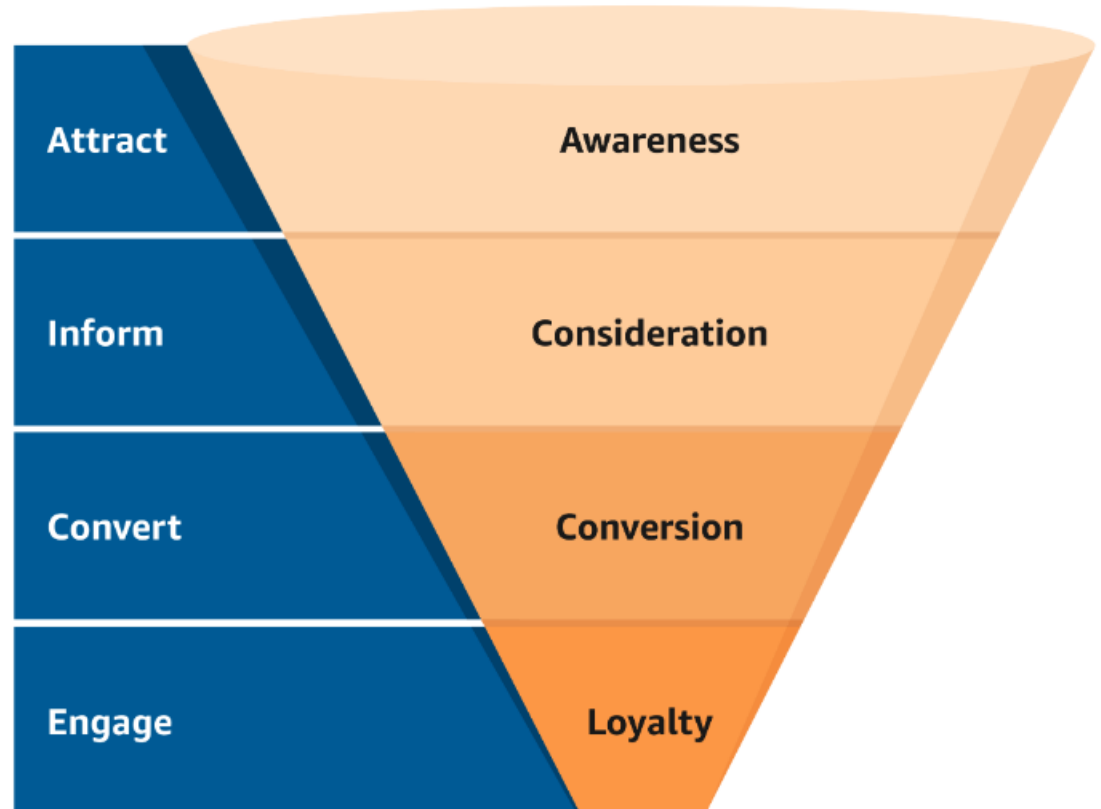 Attract
Awareness
Inform
Consideration
Convert
Conversion
Engage
Loyalty